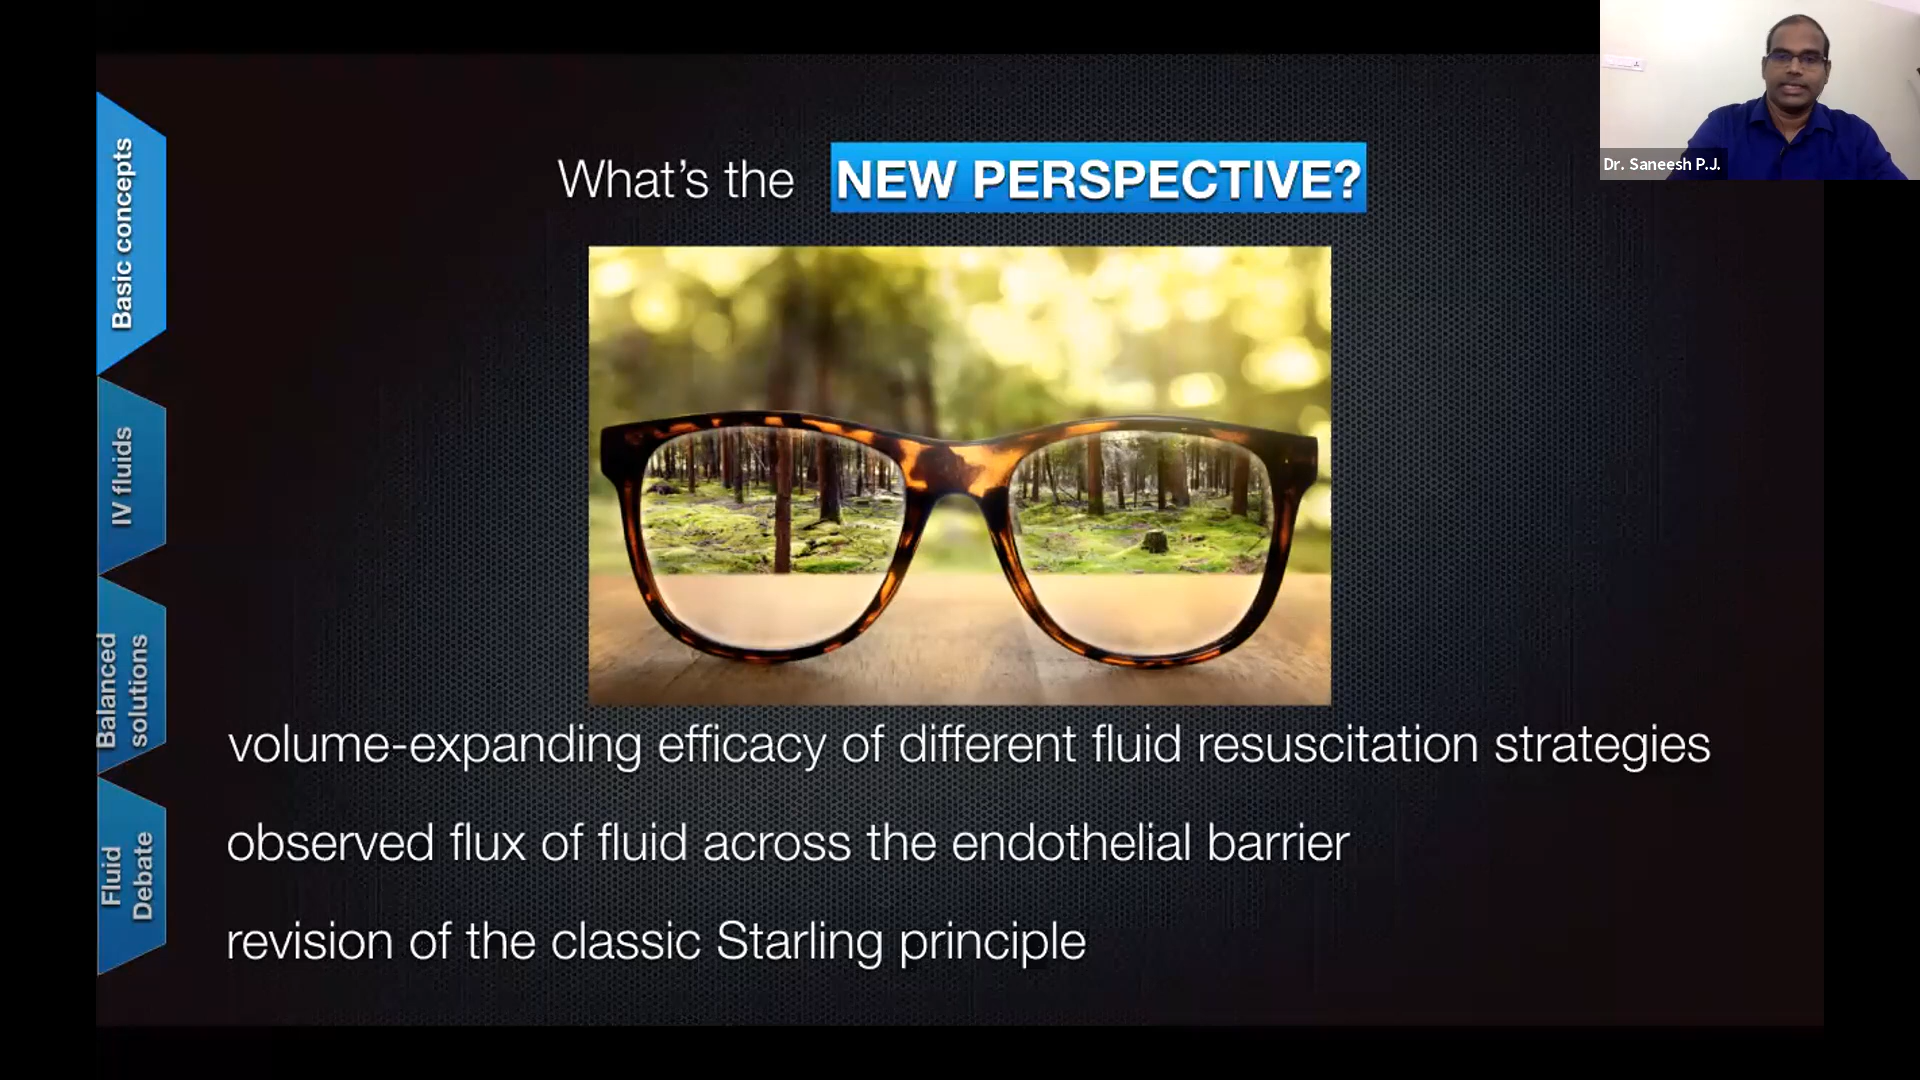 What's the NEW PERSPECTIVE?
Dr. Saneesh P.J.
Basic concepts
IV fluids
Balanced
solutions
Fluid
Debate
volume-expanding efficacy of different fluid resuscitation strategies
observed flux of fluid across the endothelial barrier
revision of the classic Starling principle